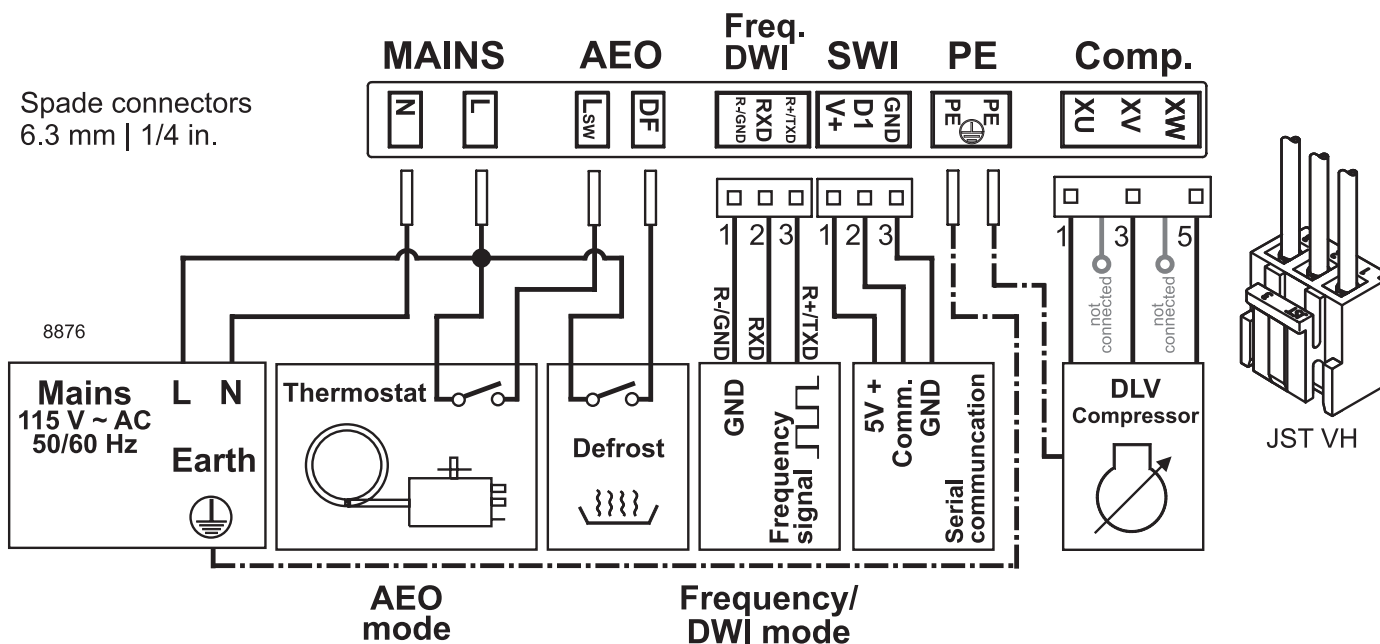 MAINS
AEO
Freq.
DWI
SWI
PE
Comp.
Spade connectors
6.3 mm | 1/4 in.
N
L
Lsw
DF
R-/GND
RXD
R+/TXD
V+
D1
GND
PE
PE
XU
XV
XW
1 2 3
1 2 3
1 3 5
R-/GND
RXD
R+/TXD
not
connected
not
connected
8876
Mains
115 V ~ AC
50/60 Hz
L N
Earth
Thermostat
Defrost
GND
Frequency
signal
5V +
Comm.
GND
Serial
communcation
DLV
Compressor
JST VH
AEO
mode
Frequency/
DWI mode